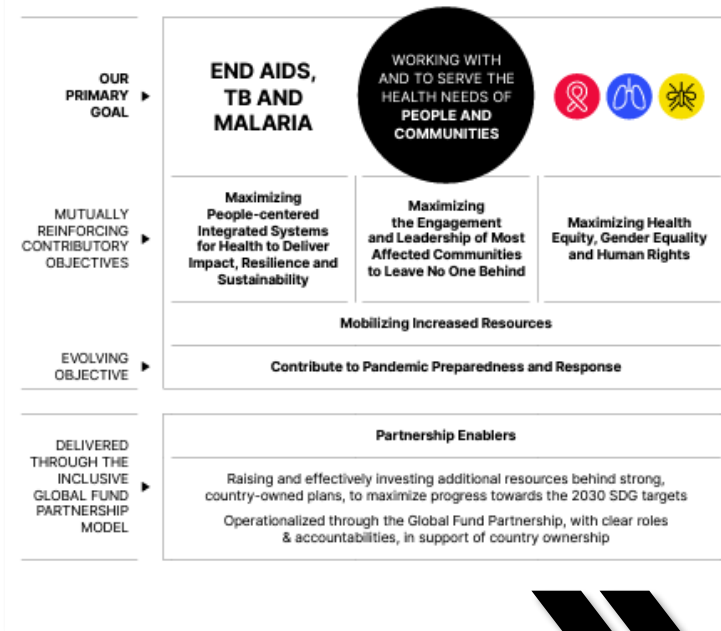 OUR
PRIMARY
GOAL
END AIDS,
TB AND
MALARIA
WORKING WITH
AND TO SERVE THE
HEALTH NEEDS OF
PEOPLE AND
COMMUNITIES
MUTUALLY
REINFORCING
CONTRIBUTORY
OBJECTIVES
Maximizing
People-centered
Integrated Systems
for Health to Deliver
Impact, Resilience and
Sustainability
Maximizing
the Engagement
and Leadership of Most
Affected Communities
to Leave No One Behind
Maximizing Health
Equity, Gender Equality
and Human Rights
Mobilizing Increased Resources
EVOLVING
OBJECTIVE
Contribute to Pandemic Preparedness and Response
DELIVERED
THROUGH THE
INCLUSIVE
GLOBAL FUND
PARTNERSHIP
MODEL
Partnership Enablers
Raising and effectively investing additional resources behind strong,
country-owned plans, to maximize progress towards the 2030 SDG targets
Operationalized through the Global Fund Partnership, with clear roles
& accountabilities, in support of country ownership